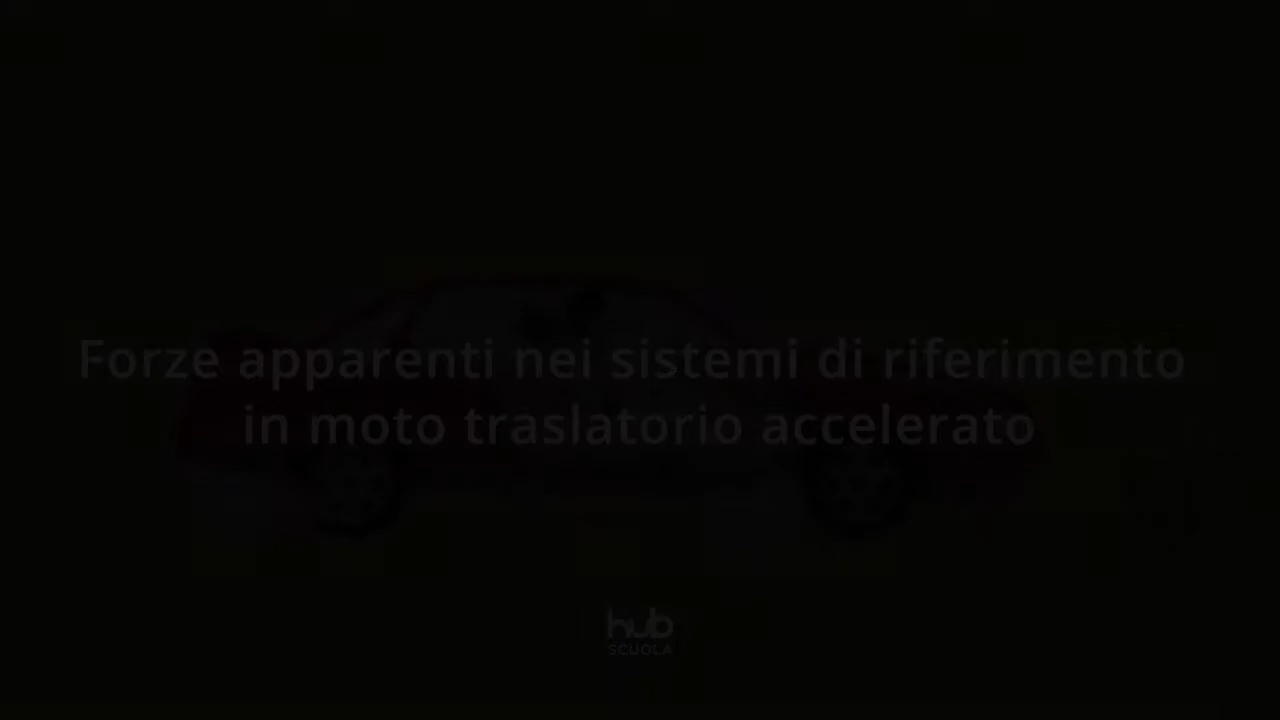 Forze apparenti nei sistemi di riferimento
in moto traslatorio accelerato
hub
SCUOLA